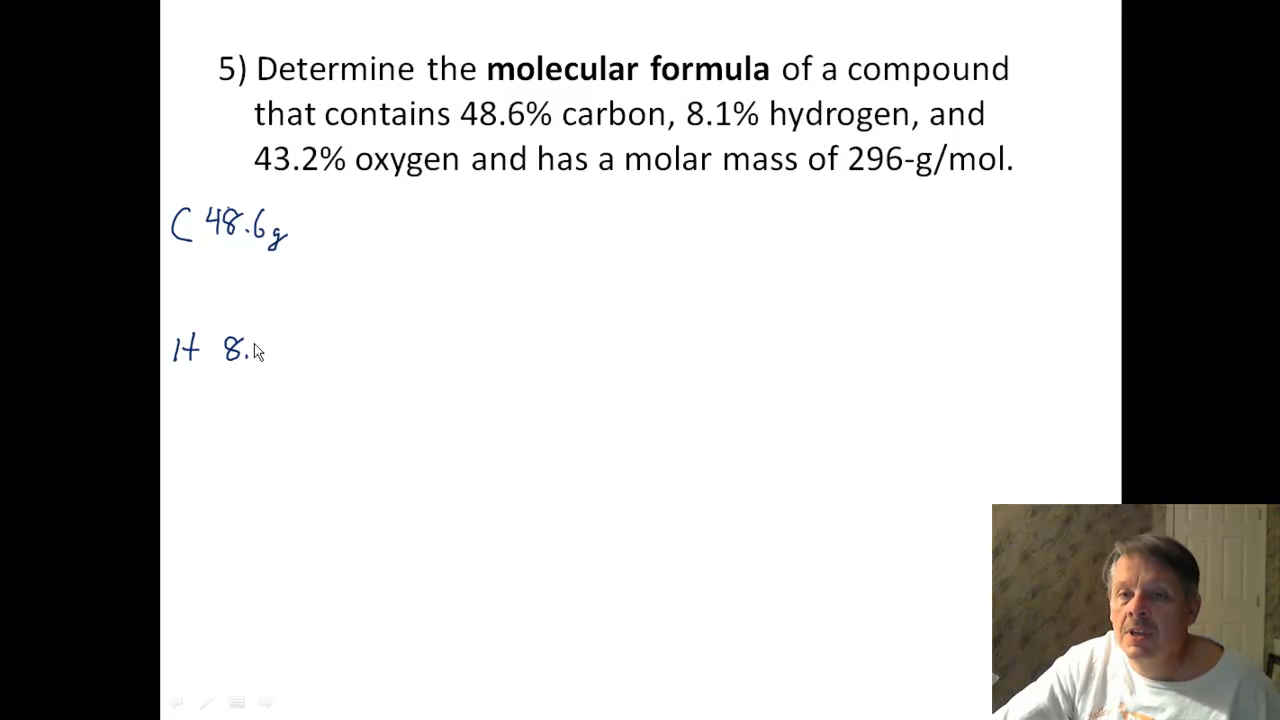 5) Determine the molecular formula of a compound
that contains 48.6% carbon, 8.1% hydrogen, and
43.2% oxygen and has a molar mass of 296-g/mol.
C 48.6g
H 8.